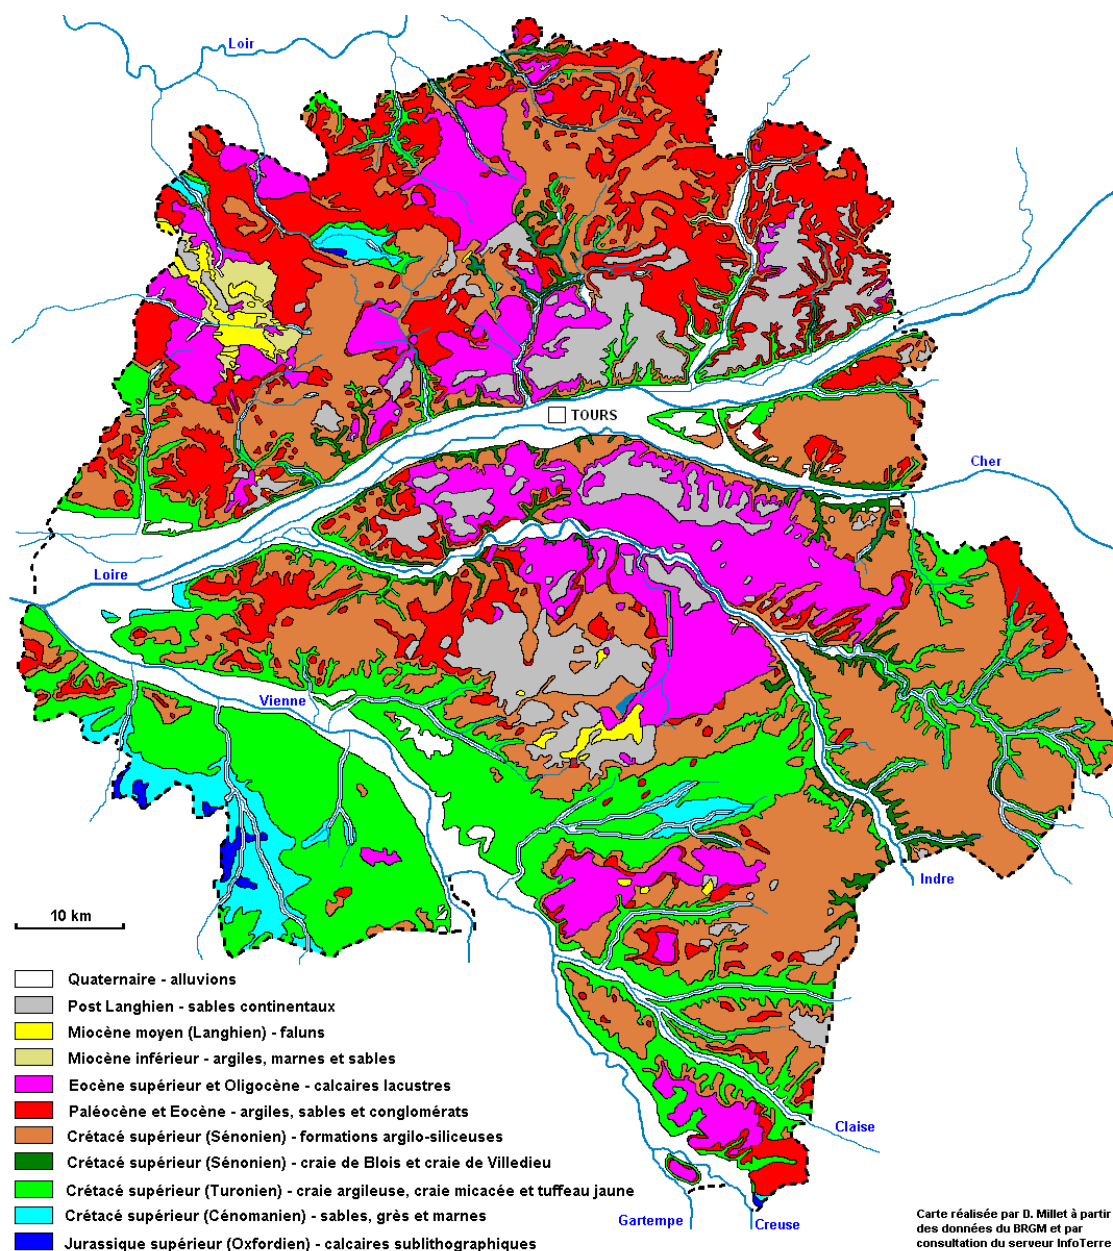 Loir
TOURS
Cher
Loire
Vienne
Indre
10 km
Claise
Gartempe
Creuse
Quaternaire - alluvions
Post Langhien - sables continentaux
Miocène moyen (Langhien) - faluns
Miocène inférieur - argiles, marnes et sables
Eocène supérieur et Oligocène - calcaires lacustres
Paléocène et Eocène - argiles, sables et conglomérats
Crétacé supérieur (Sénonien) - formations argilo-siliceuses
Crétacé supérieur (Sénonien) - craie de Blois et craie de Villedieu
Crétacé supérieur (Turonien) - craie argileuse, craie micacée et tuffeau jaune
Crétacé supérieur (Cénomanien) - sables, grès et marnes
Jurassique supérieur (Oxfordien) - calcaires sublithographiques
Carte réalisée par D. Millet à partir
des données du BRGM et par
consultation du serveur InfoTerre